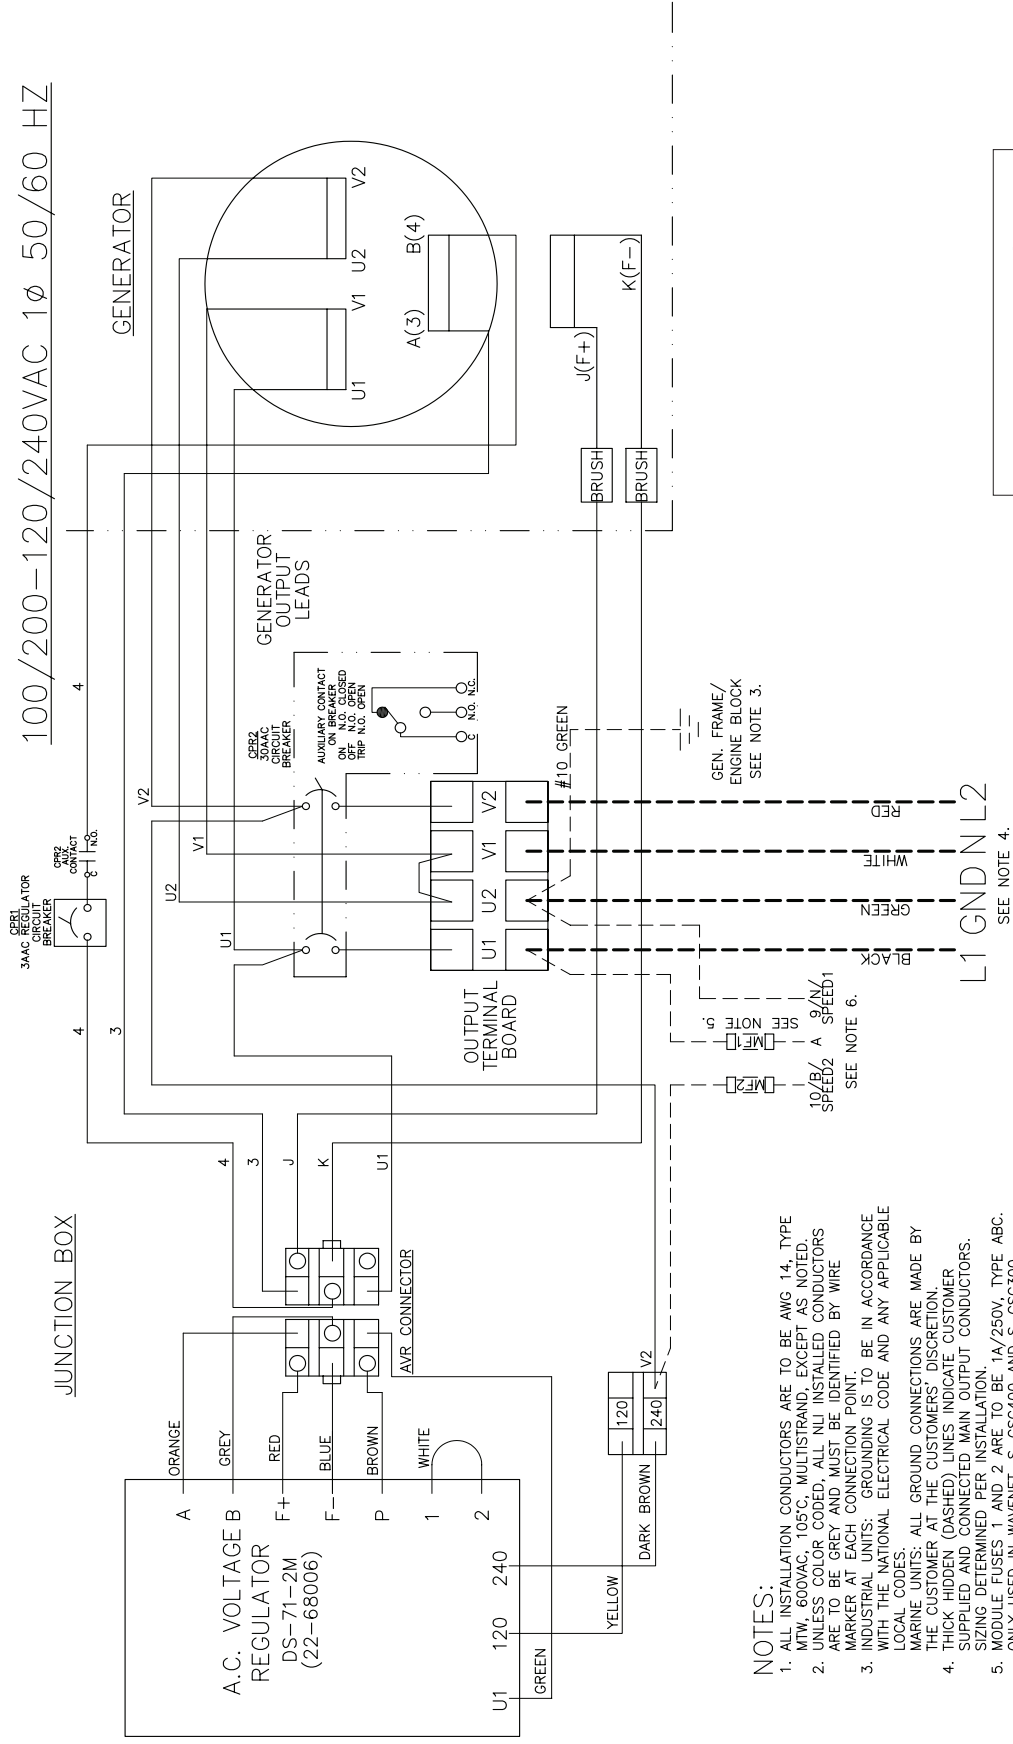 100/200-120/240VAC 1ø 50/60 HZ
JUNCTION BOX
GENERATOR
CPR1
3AAC REGULATOR
CIRCUIT
BREAKER
CPR2
AUX.
CONTACT
C
N.O.
4
4
3
V2
V1
U2
U1
GENERATOR
OUTPUT
LEADS
CPR2
30AAC
CIRCUIT
BREAKER
AUXILIARY CONTACT
ON BREAKER
ON N.O. CLOSED
OFF N.O. OPEN
TRIP N.O. OPEN
C
N.O.
N.C.
U1
V1
U2
V2
A(3)
B(4)
J(F+)
K(F-)
BRUSH
BRUSH
A.C. VOLTAGE
REGULATOR
DS-71-2M
(22-68006)
A
B
F+
F-
P
1
2
U1
120
240
ORANGE
GREY
RED
BLUE
BROWN
WHITE
GREEN
YELLOW
DARK BROWN
AVR CONNECTOR
4
3
J
K
U1
120
240
V2
OUTPUT
TERMINAL
BOARD
U1
U2
V1
V2
#10 GREEN
GEN. FRAME/
ENGINE BLOCK
SEE NOTE 3.
MF2
MF1
SEE NOTE 5.
10/B/
SPEED2
A
9/N/
SPEED1
SEE NOTE 6.
BLACK
GREEN
WHITE
RED
L1 GND N L2
SEE NOTE 4.
NOTES:
1. ALL INSTALLATION CONDUCTORS ARE TO BE AWG 14, TYPE
MTW, 600VAC, 105°C, MULTISTRAND, EXCEPT AS NOTED.
2. UNLESS COLOR CODED, ALL NLI INSTALLED CONDUCTORS
ARE TO BE GREY AND MUST BE IDENTIFIED BY WIRE
MARKER AT EACH CONNECTION POINT.
3. INDUSTRIAL UNITS: GROUNDING IS TO BE IN ACCORDANCE
WITH THE NATIONAL ELECTRICAL CODE AND ANY APPLICABLE
LOCAL CODES.
MARINE UNITS: ALL GROUND CONNECTIONS ARE MADE BY
THE CUSTOMER AT THE CUSTOMERS' DISCRETION.
4. THICK HIDDEN (DASHED) LINES INDICATE CUSTOMER
SUPPLIED AND CONNECTED MAIN OUTPUT CONDUCTORS.
SIZING DETERMINED PER INSTALLATION.
5. MODULE FUSES 1 AND 2 ARE TO BE 1A/250V, TYPE ABC.